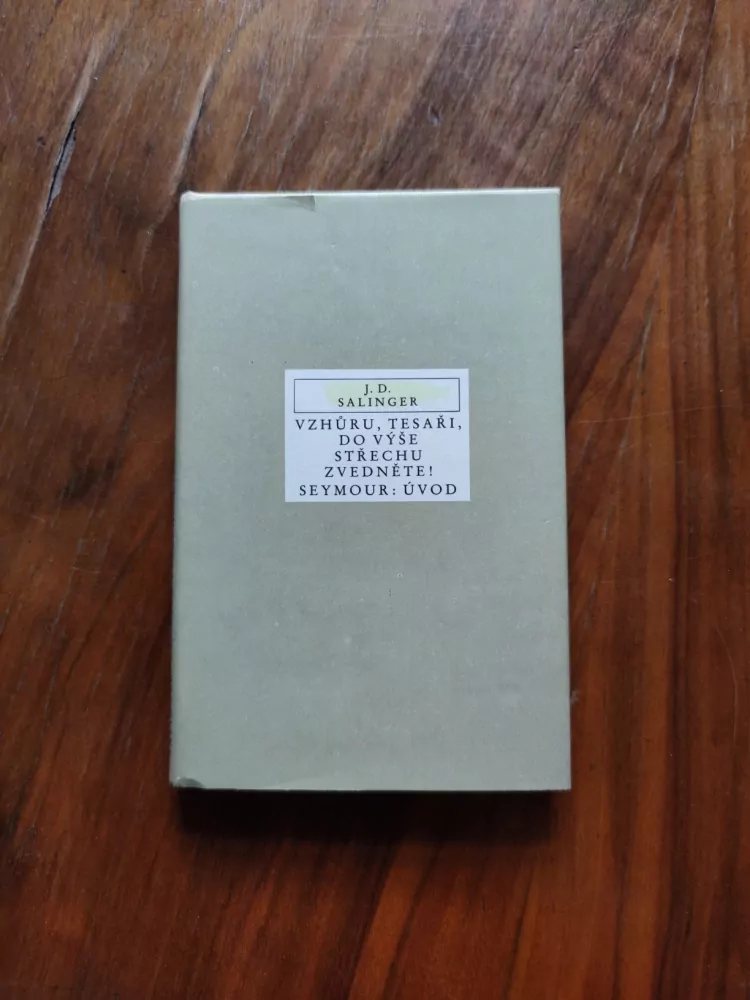 J. D.
SALINGER
VZHŮRU, TESAŘI,
DO VÝŠE
STŘECHU
ZVEDNĚTE!
SEYMOUR: ÚVOD